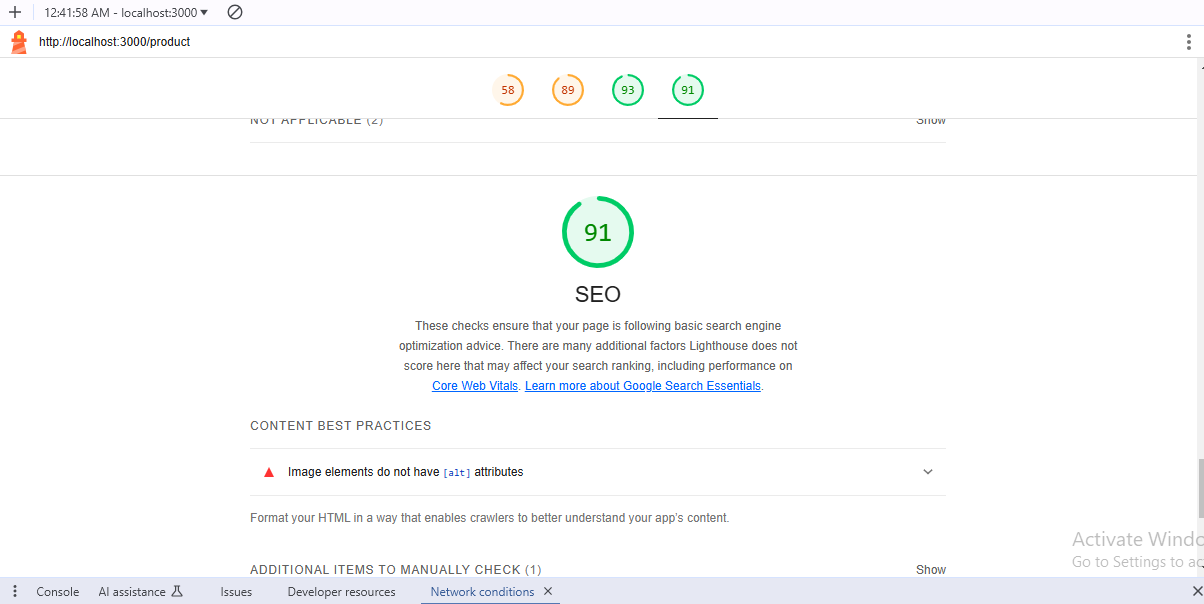 12:41:58 AM - localhost:3000
http://localhost:3000/product
58 89 93 91
NOT APPLICABLE (2) Show
91
SEO
These checks ensure that your page is following basic search engine
optimization advice. There are many additional factors Lighthouse does not
score here that may affect your search ranking, including performance on
Core Web Vitals. Learn more about Google Search Essentials.
CONTENT BEST PRACTICES
Image elements do not have [alt] attributes
Format your HTML in a way that enables crawlers to better understand your app's content.
Activate Windo
Go to Settings to ac
ADDITIONAL ITEMS TO MANUALLY CHECK (1) Show
Console AI assistance Issues Developer resources Network conditions